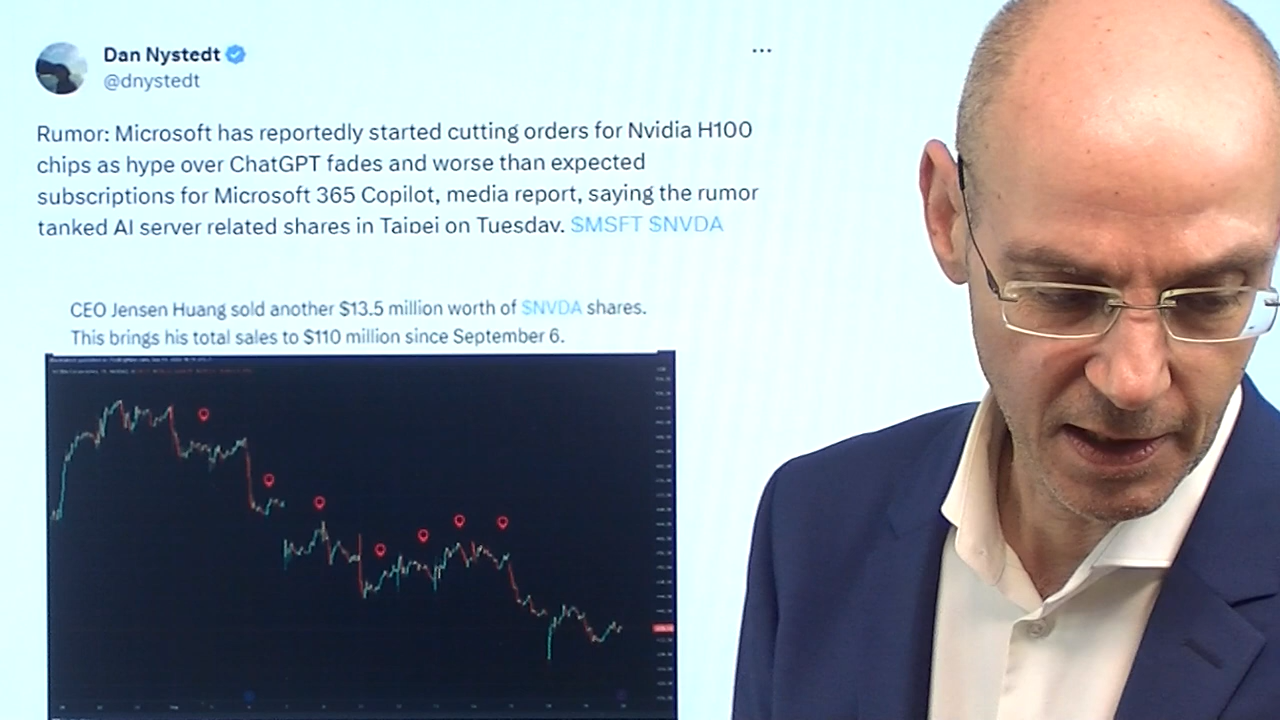 Dan Nystedt
@dnystedt
...
Rumor: Microsoft has reportedly started cutting orders for Nvidia H100
chips as hype over ChatGPT fades and worse than expected
subscriptions for Microsoft 365 Copilot, media report, saying the rumor
tanked AI server related shares in Taipei on Tuesday. $MSFT $NVDA
CEO Jensen Huang sold another $13.5 million worth of $NVDA shares.
This brings his total sales to $110 million since September 6.